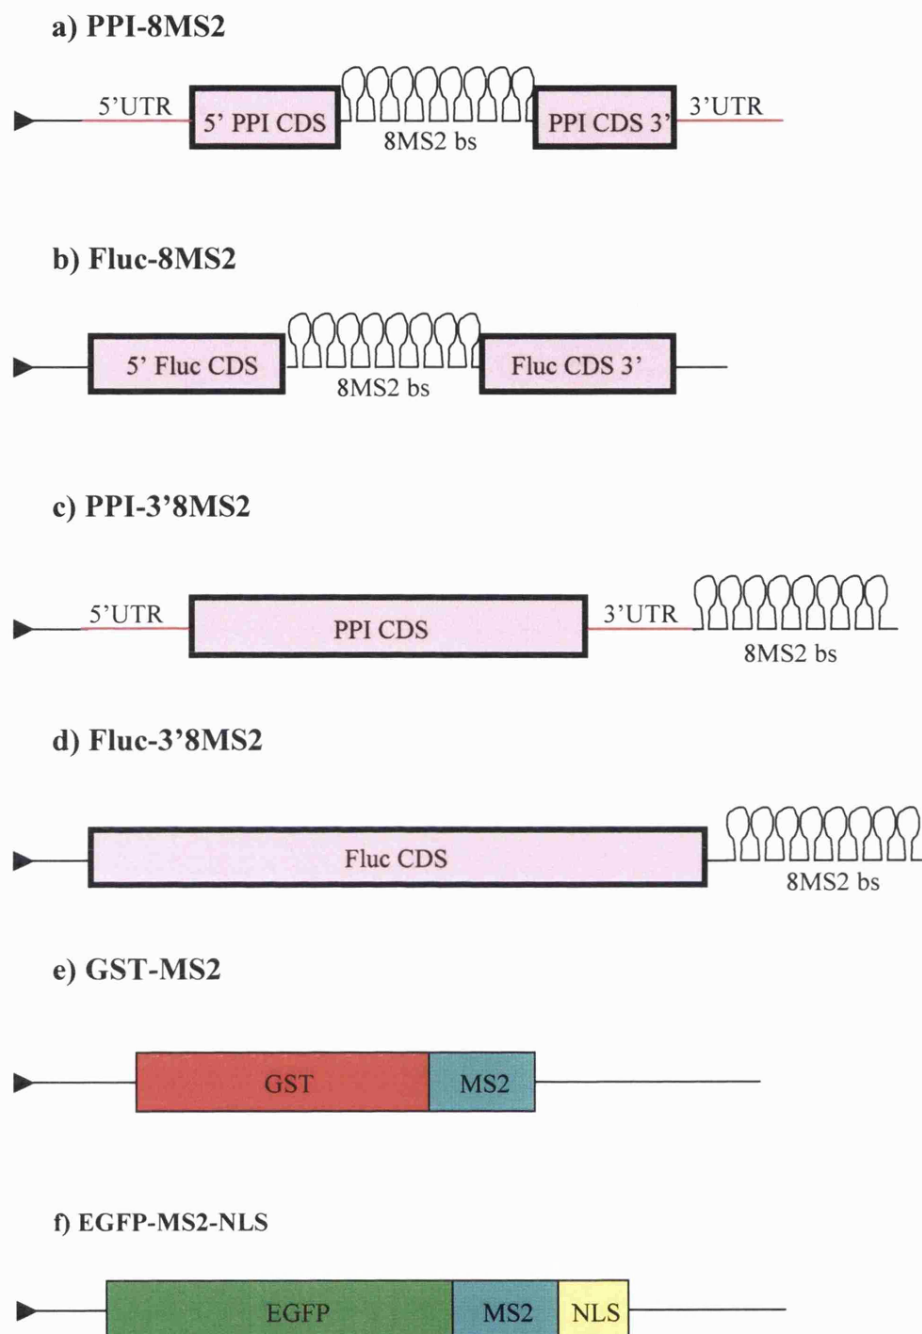 a) PPI-8MS2
5'UTR
5' PPI CDS
8MS2 bs
PPI CDS 3'
3'UTR
b) Fluc-8MS2
5' Fluc CDS
8MS2 bs
Fluc CDS 3'
c) PPI-3'8MS2
5'UTR
PPI CDS
3'UTR
8MS2 bs
d) Fluc-3'8MS2
Fluc CDS
8MS2 bs
e) GST-MS2
GST
MS2
f) EGFP-MS2-NLS
EGFP
MS2
NLS